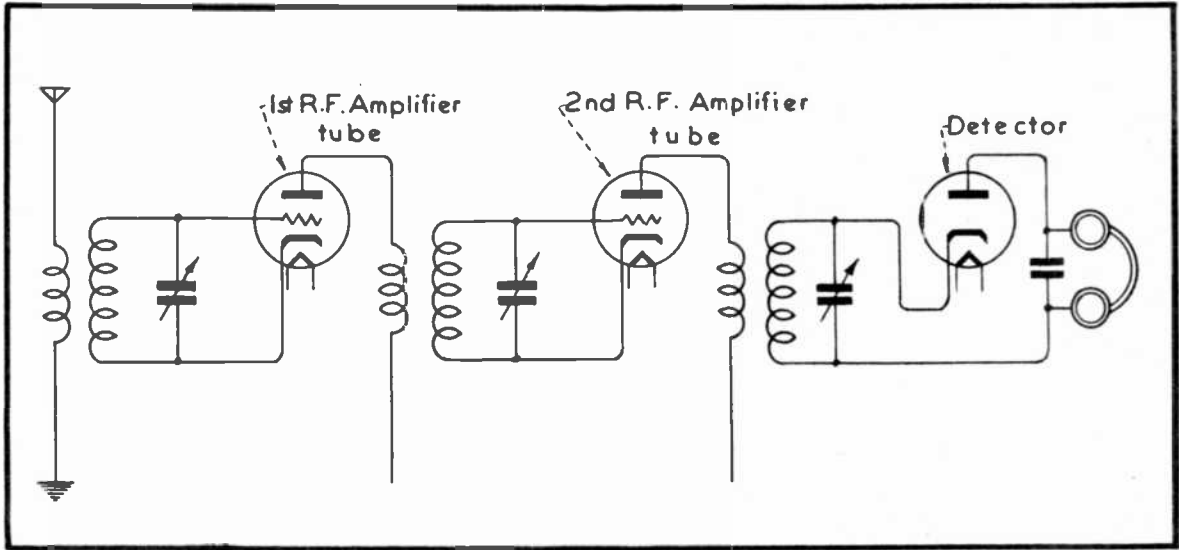 1st R.F. Amplifier
tube
2nd R.F. Amplifier
tube
Detector